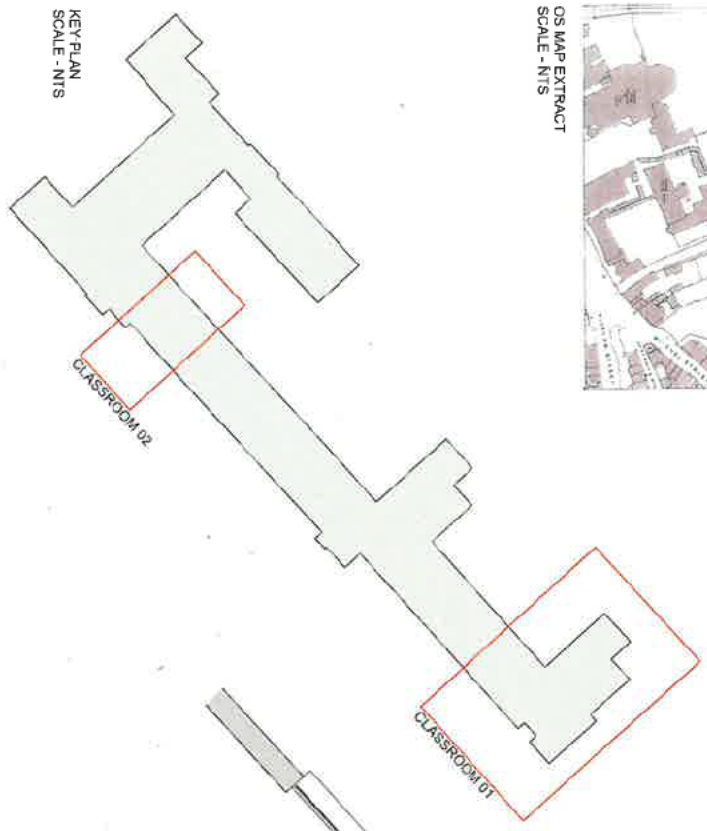 OS MAP EXTRACT
SCALE - NTS
KEY-PLAN
SCALE - NTS
CLASSROOM 02
CLASSROOM 01